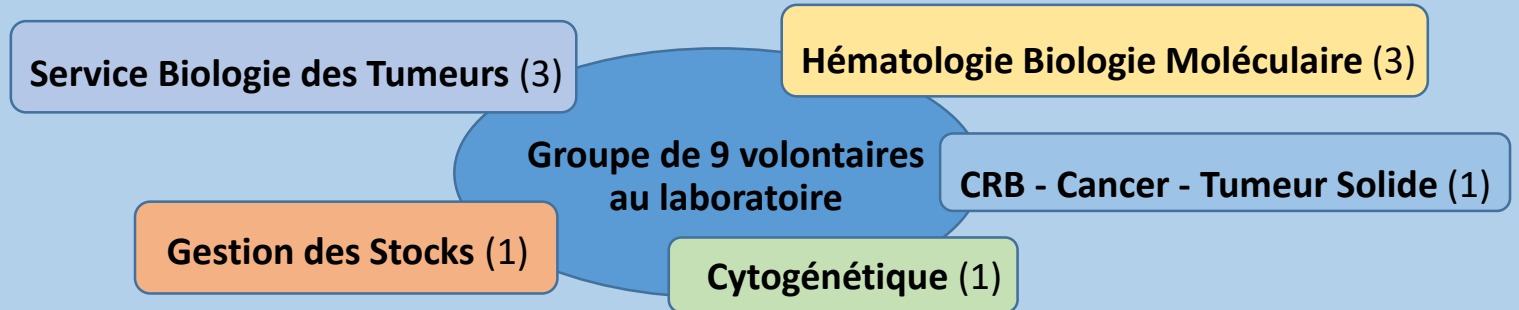 Service Biologie des Tumeurs (3)
Hématologie Biologie Moléculaire (3)
Groupe de 9 volontaires
au laboratoire
CRB - Cancer - Tumeur Solide (1)
Gestion des Stocks (1)
Cytogénétique (1)